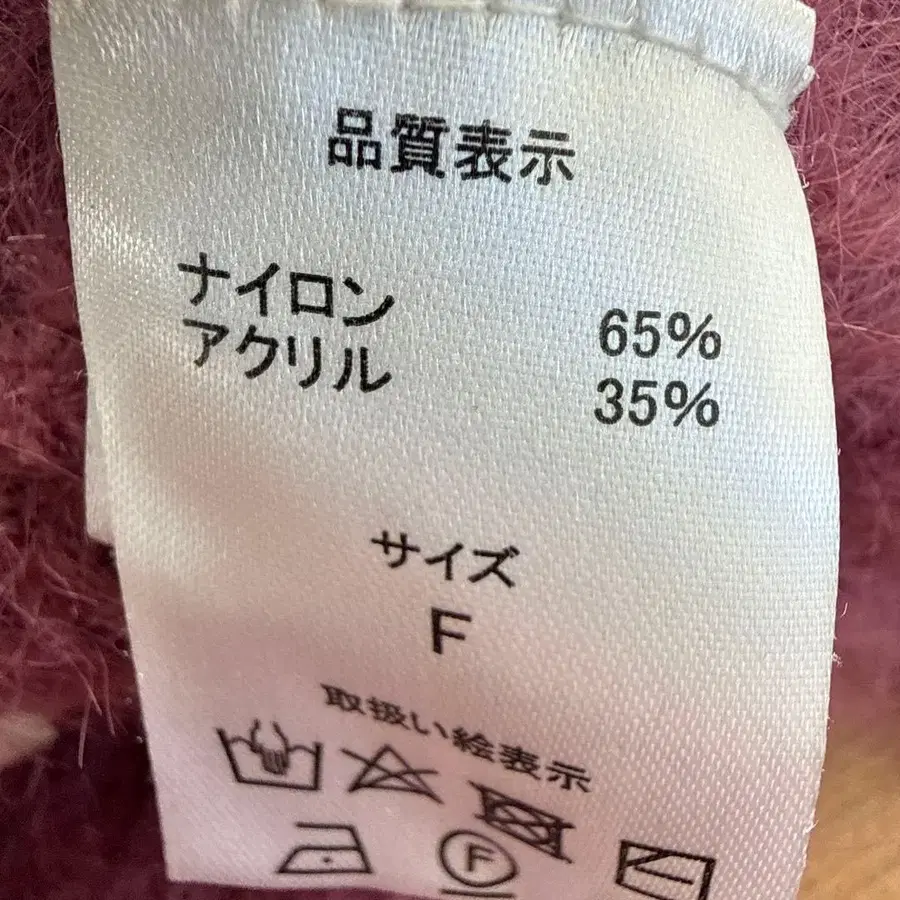 品質表示
ナイロン 65%
アクリル 35%
サイズ
F
取扱い絵表示
F